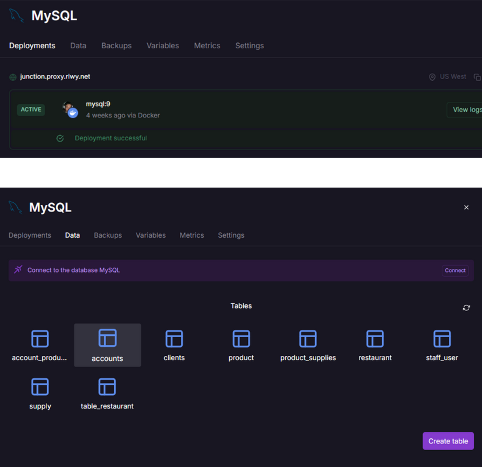 MySQL
Deployments Data Backups Variables Metrics Settings
junction.proxy.rlwy.net US West
ACTIVE
mysql:9
4 weeks ago via Docker
View logs
Deployment successful
MySQL
Deployments Data Backups Variables Metrics Settings
Connect to the database MySQL Connect
Tables
account_produ... accounts clients product product_supplies restaurant staff_user
supply table_restaurant
Create table